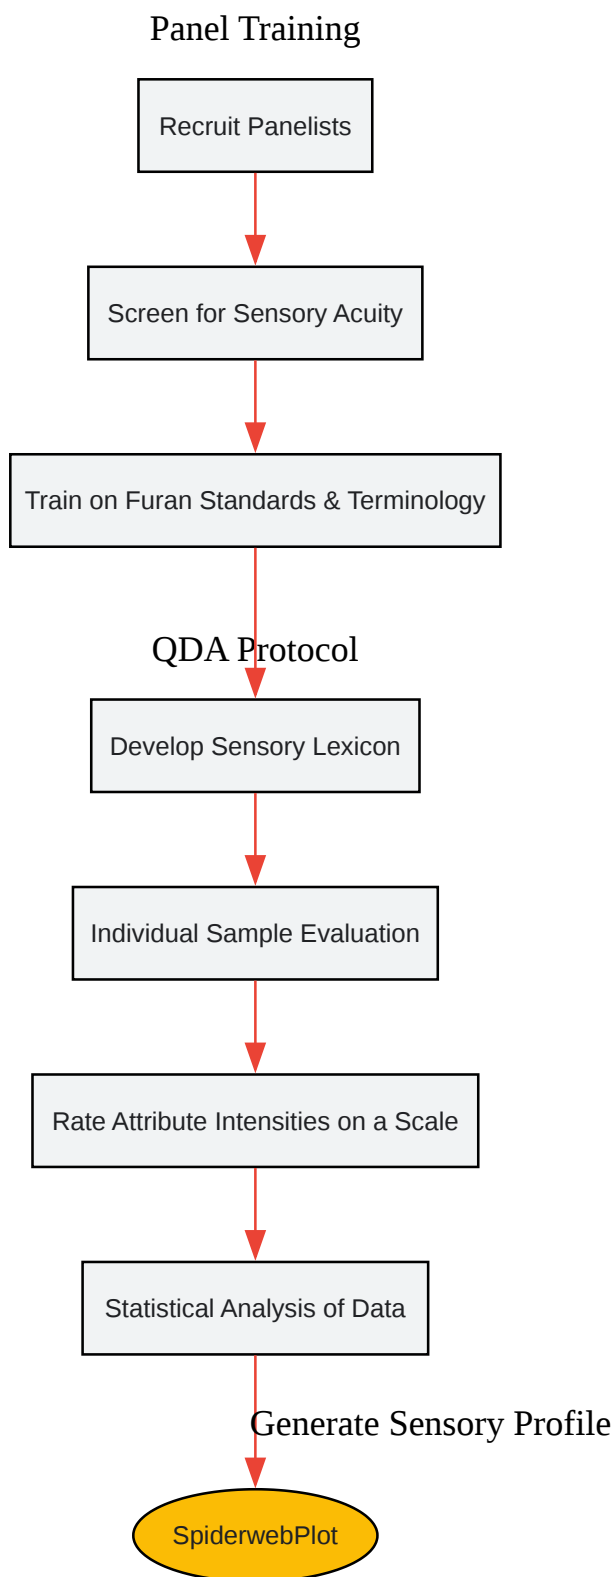 Panel Training
Recruit Panelists
Screen for Sensory Acuity
Train on Furan Standards & Terminology
QDA Protocol
Develop Sensory Lexicon
Individual Sample Evaluation
Rate Attribute Intensities on a Scale
Statistical Analysis of Data
Generate Sensory Profile
SpiderwebPlot